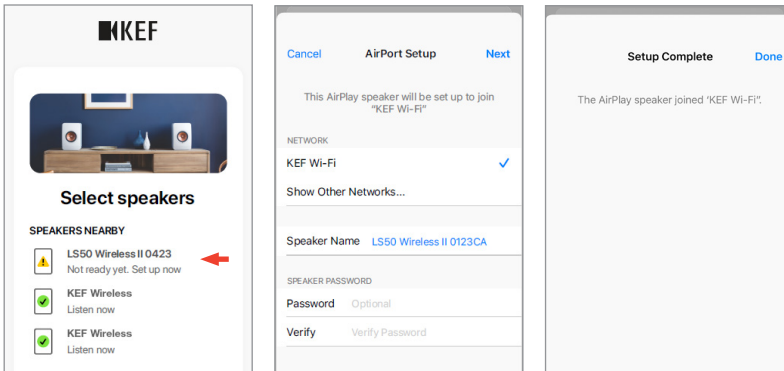 KEF
Select speakers
SPEAKERS NEARBY
LS50 Wireless II 0423
Not ready yet. Set up now
KEF Wireless
Listen now
KEF Wireless
Listen now
Cancel AirPort Setup Next
This AirPlay speaker will be set up to join
“KEF Wi-Fi”
NETWORK
KEF Wi-Fi
Show Other Networks...
Speaker Name LS50 Wireless II 0123CA
SPEAKER PASSWORD
Password Optional
Verify Verify Password
Setup Complete Done
The AirPlay speaker joined ‘KEF Wi-Fi”.